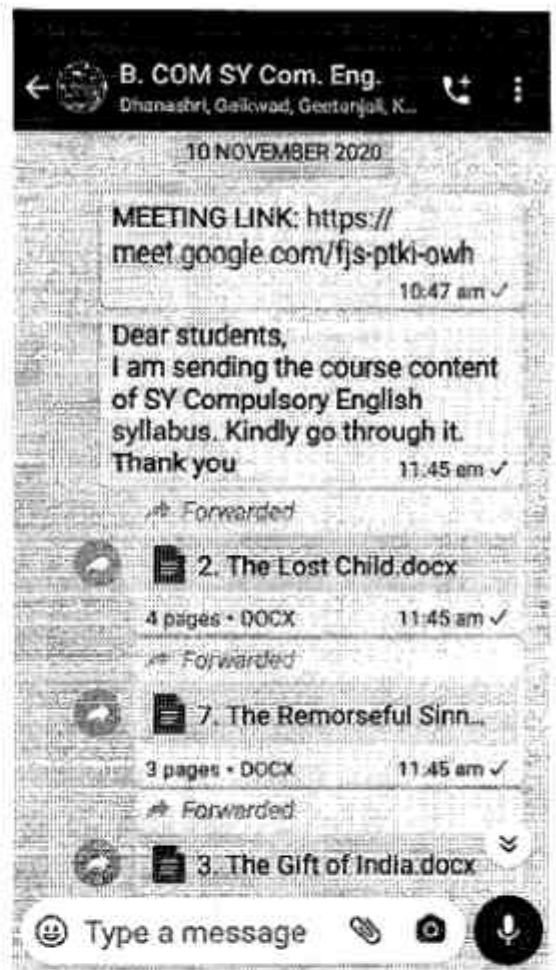 B. COM SY Com. Eng.
Dhanashri, Gaikwad, Geetanjali, K...
10 NOVEMBER 2020
MEETING LINK: https://
meet.google.com/fjs-ptki-owh
10:47 am
Dear students,
I am sending the course content
of SY Compulsory English
syllabus. Kindly go through it.
Thank you 11:45 am
Forwarded
2. The Lost Child.docx
4 pages • DOCX 11:45 am
Forwarded
7. The Remorseful Sinn...
3 pages • DOCX 11:45 am
Forwarded
3. The Gift of India.docx
Type a message